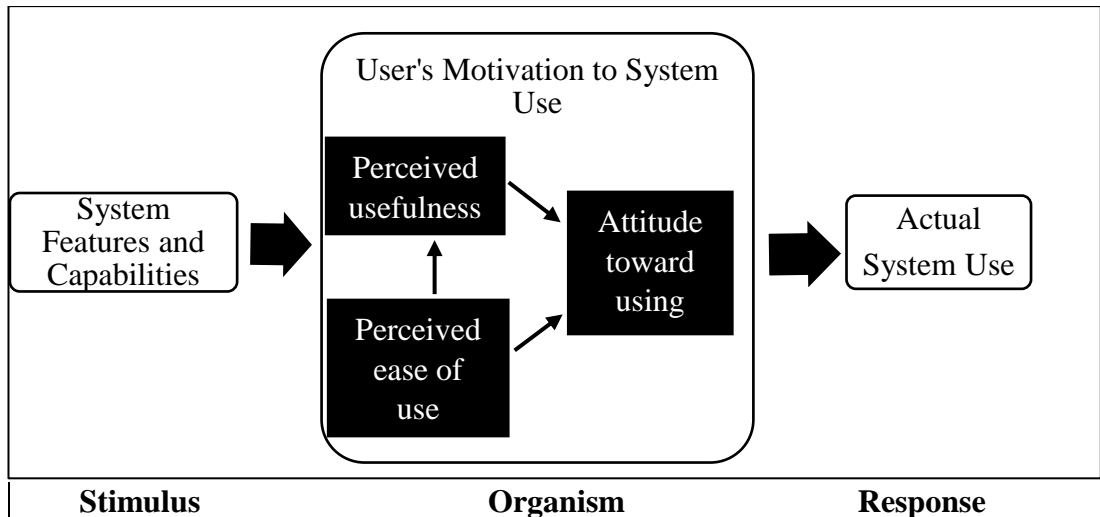 User's Motivation to System
Use
Perceived
usefulness
System
Features and
Capabilities
Attitude
toward
using
Actual
System Use
Perceived
ease of
use
Stimulus
Organism
Response